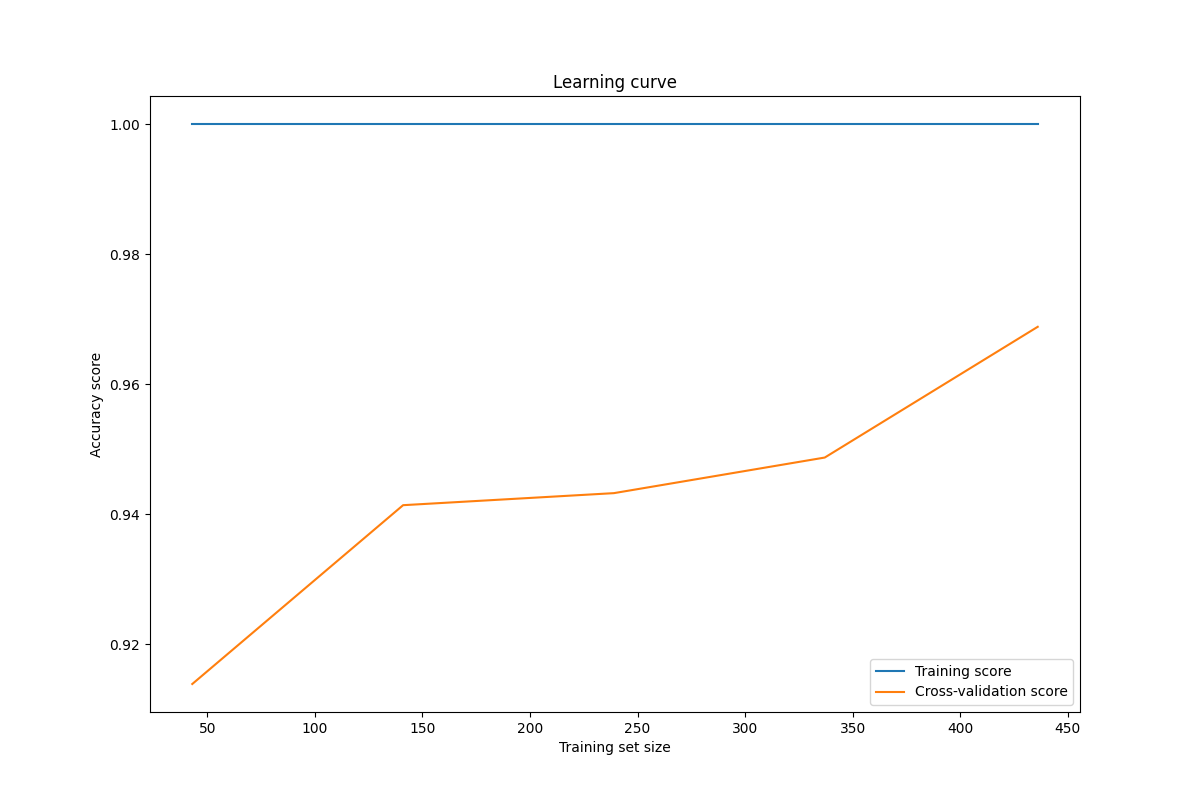 Learning curve
1.00
0.98
0.96
0.94
0.92
Accuracy score
50 100 150 200 250 300 350 400 450
Training set size
Training score
Cross-validation score